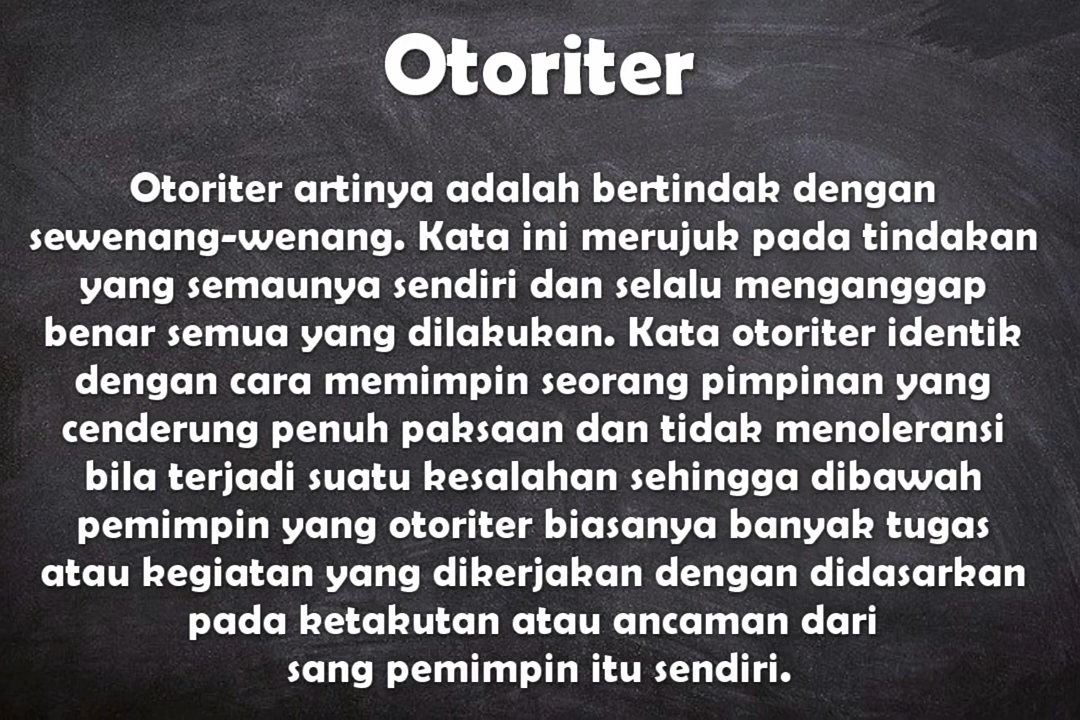 Otoriter
Otoriter artinya adalah bertindak dengan
sewenang-wenang. Kata ini merujuk pada tindakan
yang semaunya sendiri dan selalu menganggap
benar semua yang dilakukan. Kata otoriter identik
dengan cara memimpin seorang pimpinan yang
cenderung penuh paksaan dan tidak menoleransi
bila terjadi suatu kesalahan sehingga dibawah
pemimpin yang otoriter biasanya banyak tugas
atau kegiatan yang dikerjakan dengan didasarkan
pada ketakutan atau ancaman dari
sang pemimpin itu sendiri.